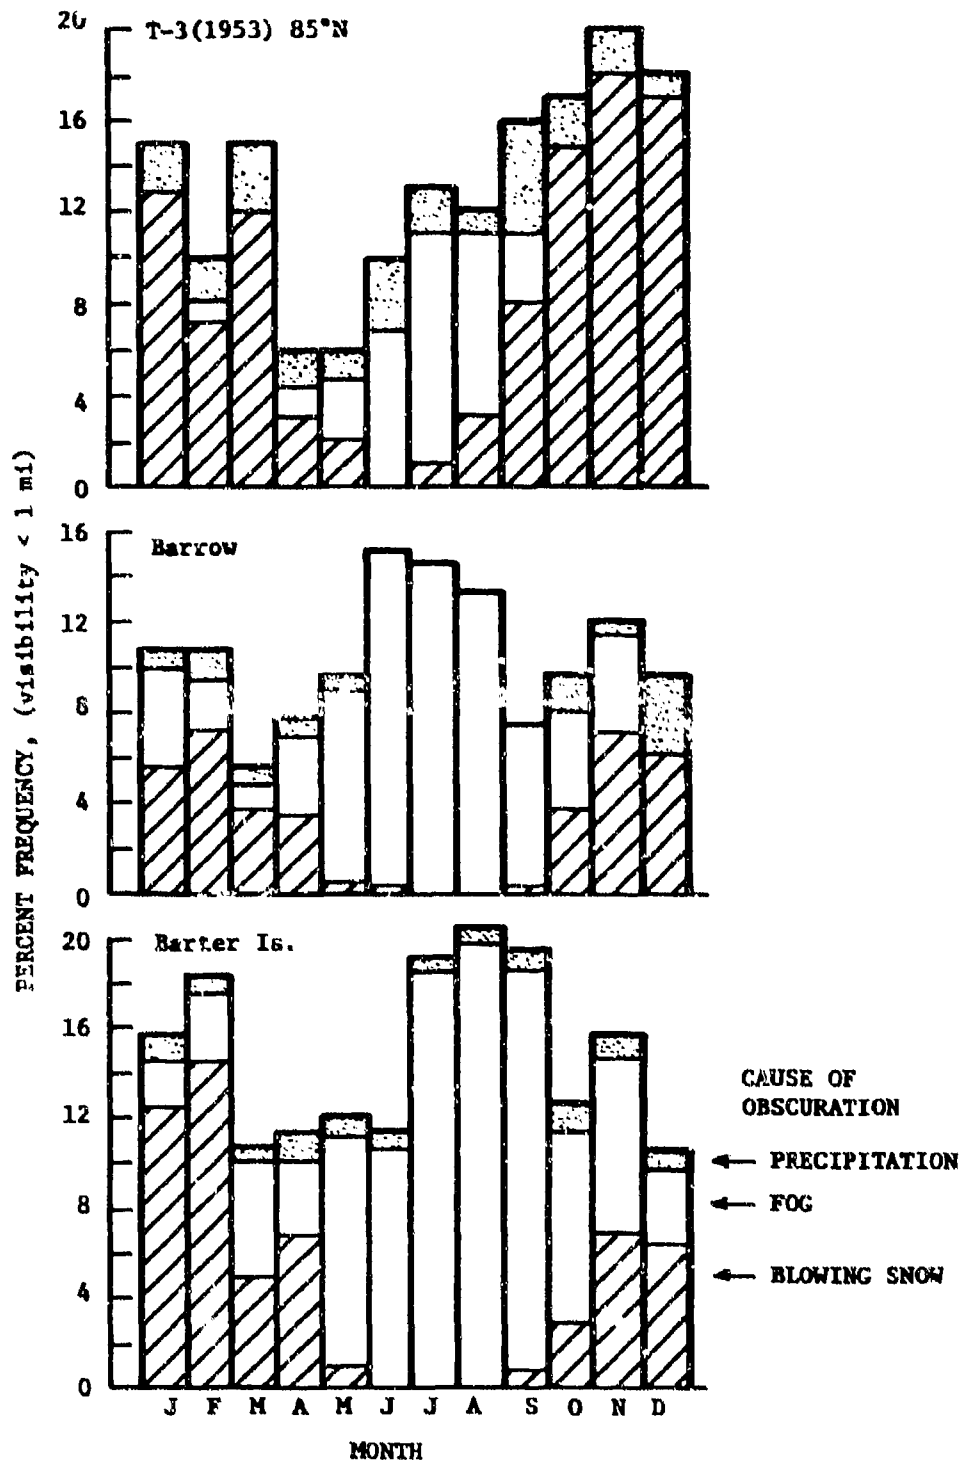 T-3(1953) 85°N
20
16
12
8
4
0
Barrow
16
12
8
4
0
Barter Is.
20
16
12
8
4
0
PERCENT FREQUENCY, (visibility < 1 mi)
J F M A M J J A S O N D
MONTH
CAUSE OF
OBSCURATION
PRECIPITATION
FOG
BLOWING SNOW